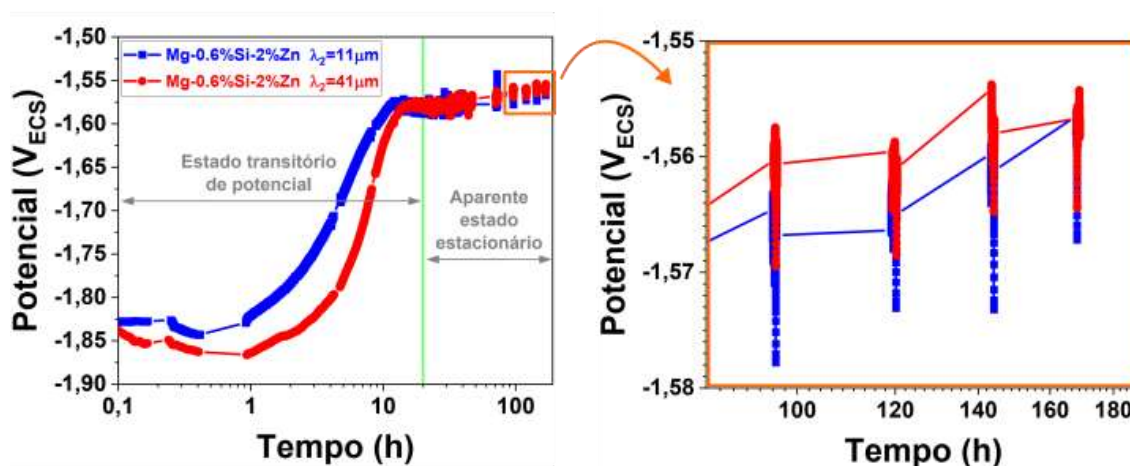 -1,50
-1,55
-1,60
-1,65
-1,70
-1,75
-1,80
-1,85
-1,90
Potencial (V_ECS)
Mg-0.6%Si-2%Zn λ₂=11μm
Mg-0.6%Si-2%Zn λ₂=41μm
Estado transitório
de potencial
Aparente
estado
estacionário
0,1
1
10
100
Tempo (h)
-1,55
-1,56
-1,57
-1,58
Potencial (V_ECS)
100
120
140
160
180
Tempo (h)